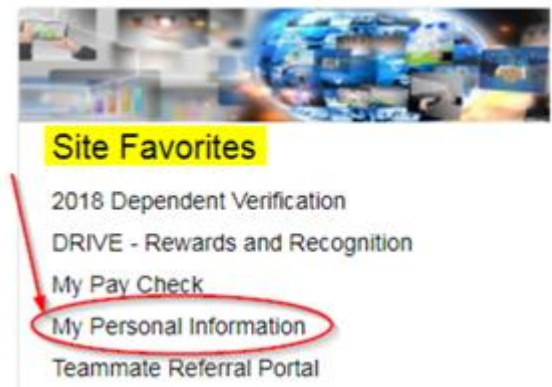 Site Favorites
2018 Dependent Verification
DRIVE - Rewards and Recognition
My Pay Check
My Personal Information
Teammate Referral Portal